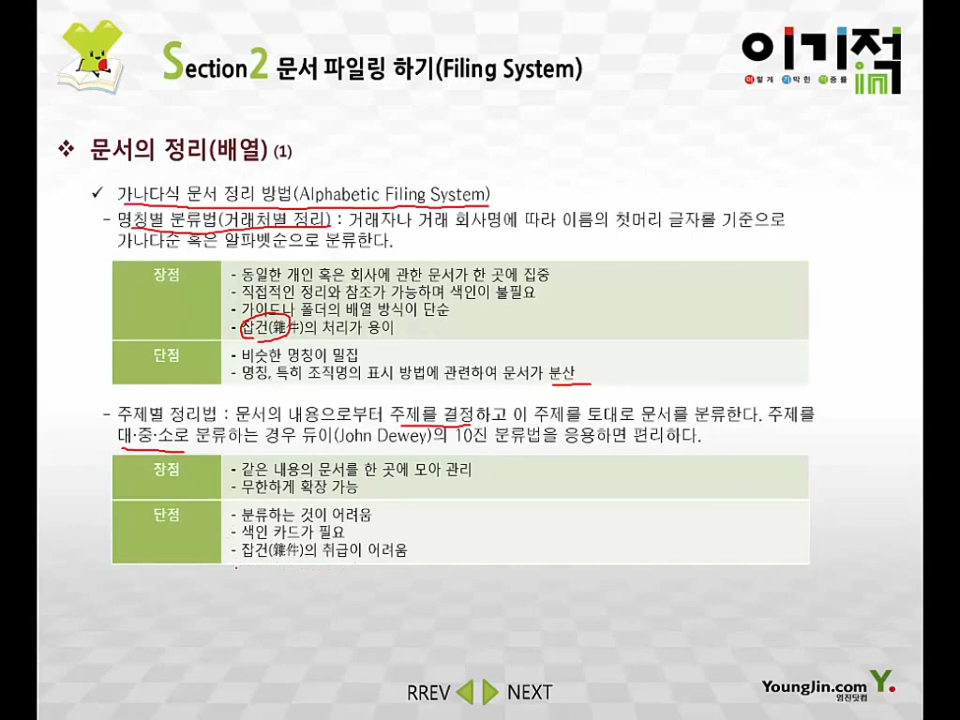 Section2 문서 파일링 하기(Filing System)
이기적in
이렇게 기막힌 적중률
❖ 문서의 정리(배열) (1)
✓ 가나다식 문서 정리 방법(Alphabetic Filing System)
- 명칭별 분류법(거래처별 정리) : 거래자나 거래 회사명에 따라 이름의 첫머리 글자를 기준으로
가나다순 혹은 알파벳순으로 분류한다.
장점
- 동일한 개인 혹은 회사에 관한 문서가 한 곳에 집중
- 직접적인 정리와 참조가 가능하며 색인이 불필요
- 가이드나 폴더의 배열 방식이 단순
- 잡건(雜件)의 처리가 용이
단점
- 비슷한 명칭이 밀집
- 명칭, 특히 조직명의 표시 방법에 관련하여 문서가 분산
- 주제별 정리법 : 문서의 내용으로부터 주제를 결정하고 이 주제를 토대로 문서를 분류한다. 주제를
대·중·소로 분류하는 경우 듀이(John Dewey)의 10진 분류법을 응용하면 편리하다.
장점
- 같은 내용의 문서를 한 곳에 모아 관리
- 무한하게 확장 가능
단점
- 분류하는 것이 어려움
- 색인 카드가 필요
- 잡건(雜件)의 취급이 어려움
RREV NEXT
YoungJin.com Y.
영진닷컴